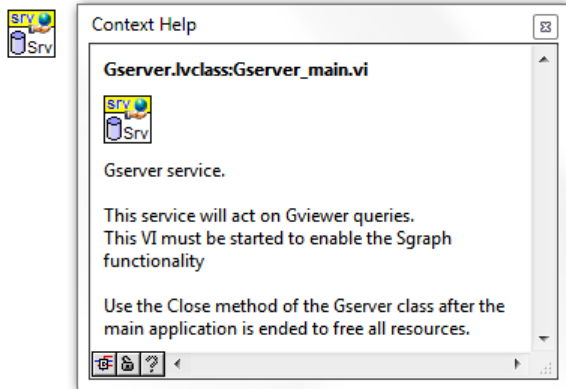 srv
Srv
Context Help
Gserver.lvclass:Gserver_main.vi
srv
Srv
Gserver service.
This service will act on Gviewer queries.
This VI must be started to enable the Sgraph
functionality
Use the Close method of the Gserver class after the
main application is ended to free all resources.
?